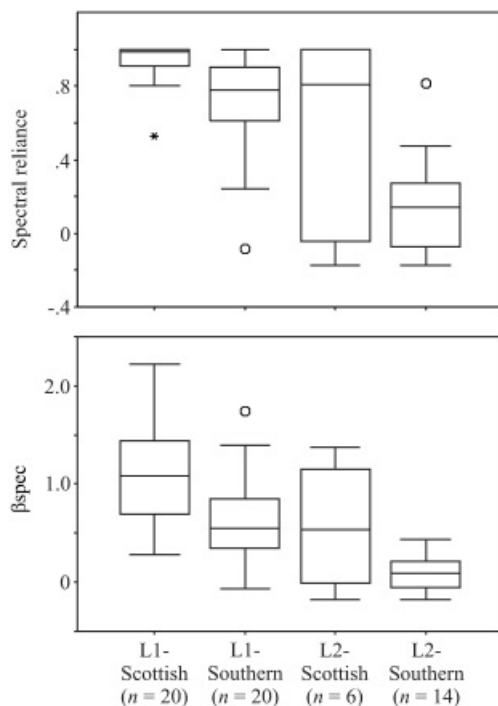 Spectral reliance
.8
.4
0
-.4
βspec
2.0
1.0
0
L1- L1- L2- L2-
Scottish Southern Scottish Southern
(n = 20) (n = 20) (n = 6) (n = 14)